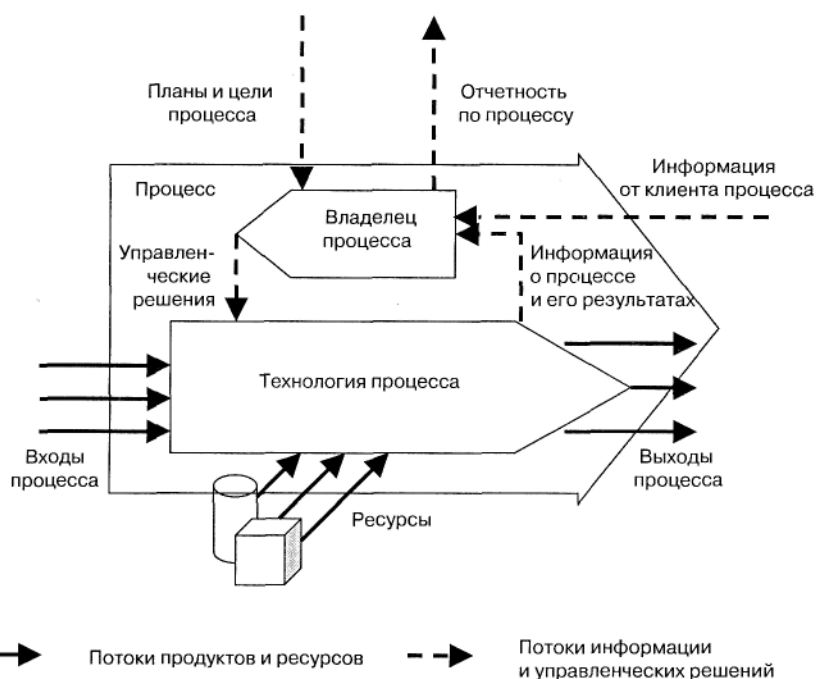 Планы и цели
процесса
Отчетность
по процессу
Информация
от клиента процесса
Процесс
Владелец
процесса
Управлен-
ческие
решения
Информация
о процессе
и его результатах
Технология процесса
Входы
процесса
Выходы
процесса
Ресурсы
Потоки продуктов и ресурсов
Потоки информации
и управленческих решений